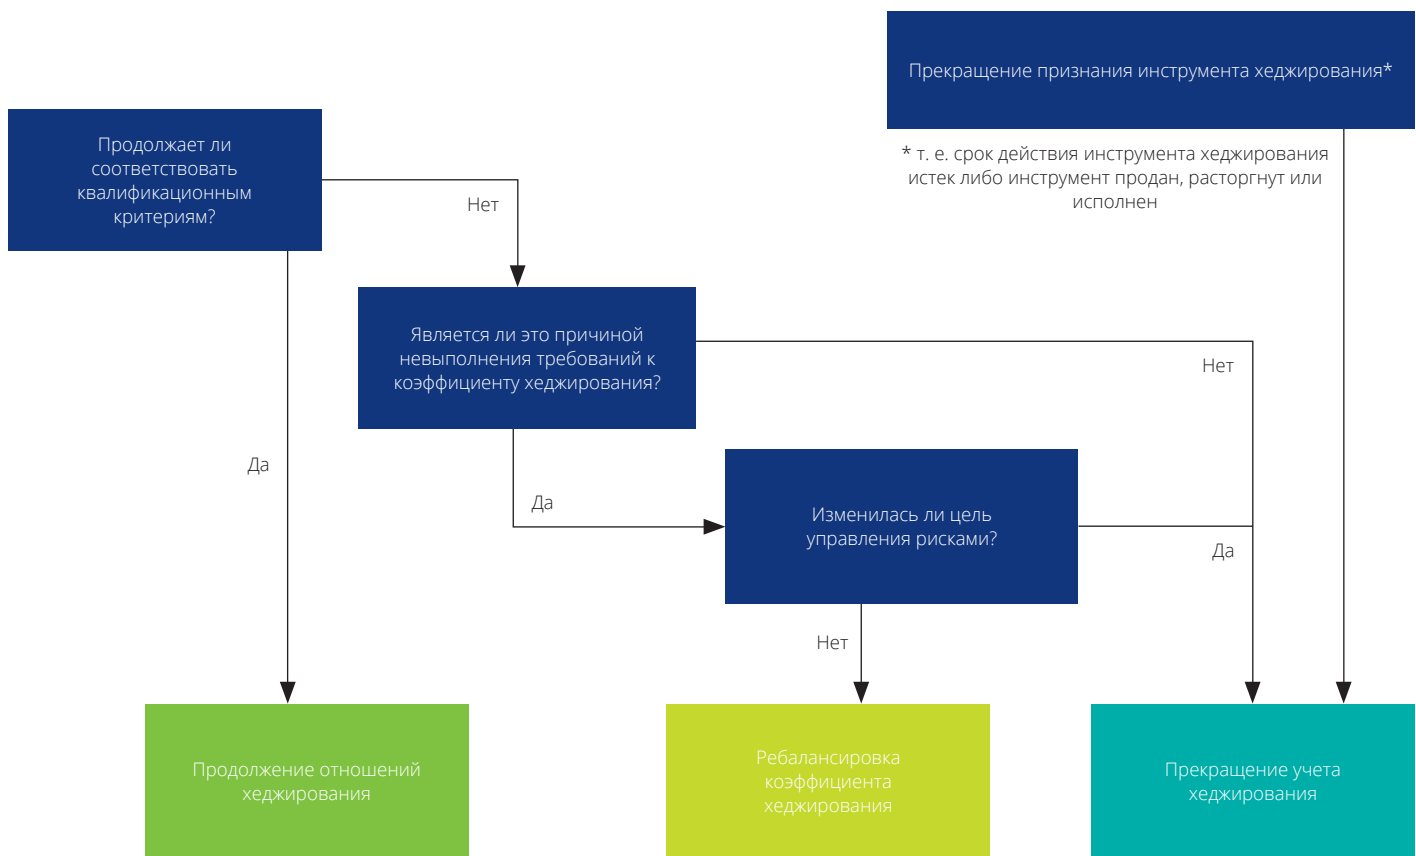 Прекращение признания инструмента хеджирования*
* т. е. срок действия инструмента хеджирования
истек либо инструмент продан, расторгнут или
исполнен
Продолжает ли
соответствовать
квалификационным
критериям?
Нет
Является ли это причиной
невыполнения требований к
коэффициенту хеджирования?
Нет
Да
Да
Изменилась ли цель
управления рисками?
Да
Нет
Продолжение отношений
хеджирования
Ребалансировка
коэффициента
хеджирования
Прекращение учета
хеджирования